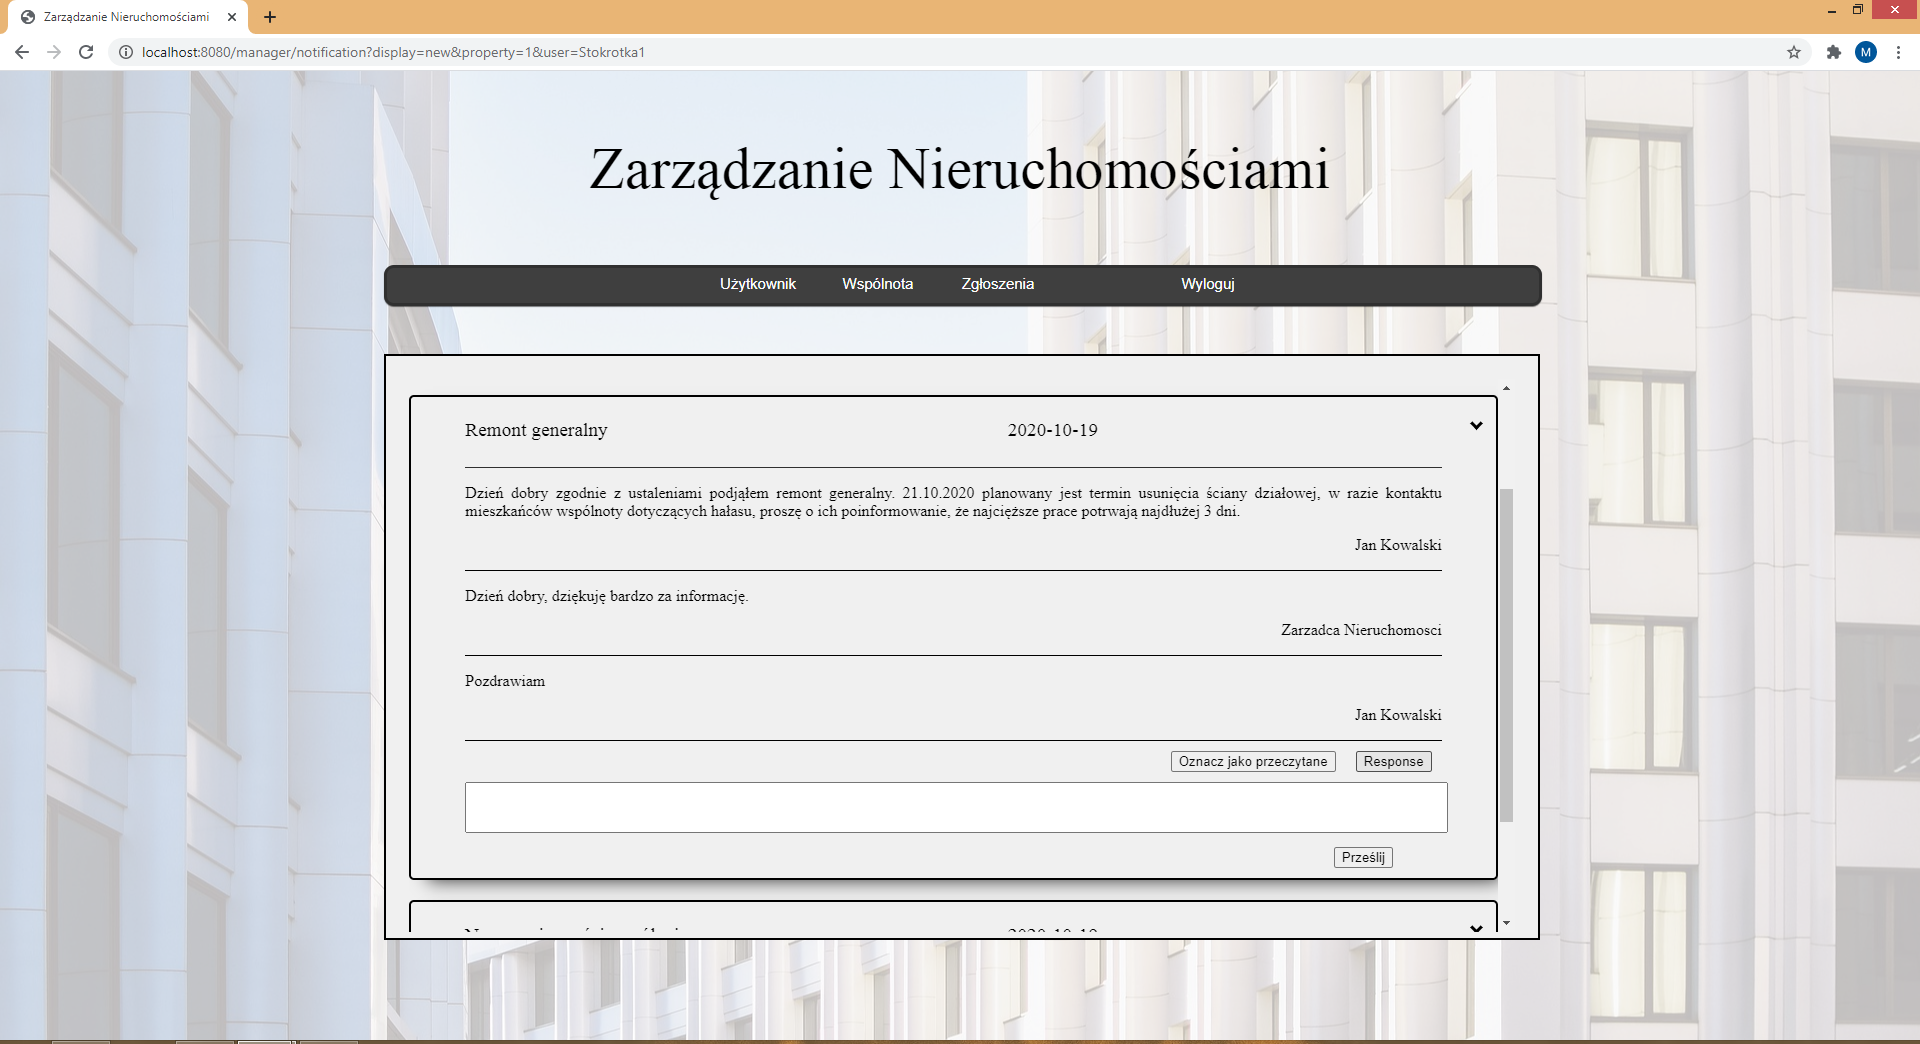 Zarządzanie Nieruchomościami
localhost:8080/manager/notification?display=new&property=1&user=Stokrotka1
M
Zarządzanie Nieruchomościami
Użytkownik Wspólnota Zgłoszenia Wyloguj
Remont generalny 2020-10-19
Dzień dobry zgodnie z ustaleniami podjąłem remont generalny. 21.10.2020 planowany jest termin usunięcia ściany działowej, w razie kontaktu
mieszkańców wspólnoty dotyczących hałasu, proszę o ich poinformowanie, że najcięższe prace potrwają najdłużej 3 dni.
Jan Kowalski
Dzień dobry, dziękuję bardzo za informację.
Zarzadca Nieruchomosci
Pozdrawiam
Jan Kowalski
Oznacz jako przeczytane Response
Prześlij
2020-10-19